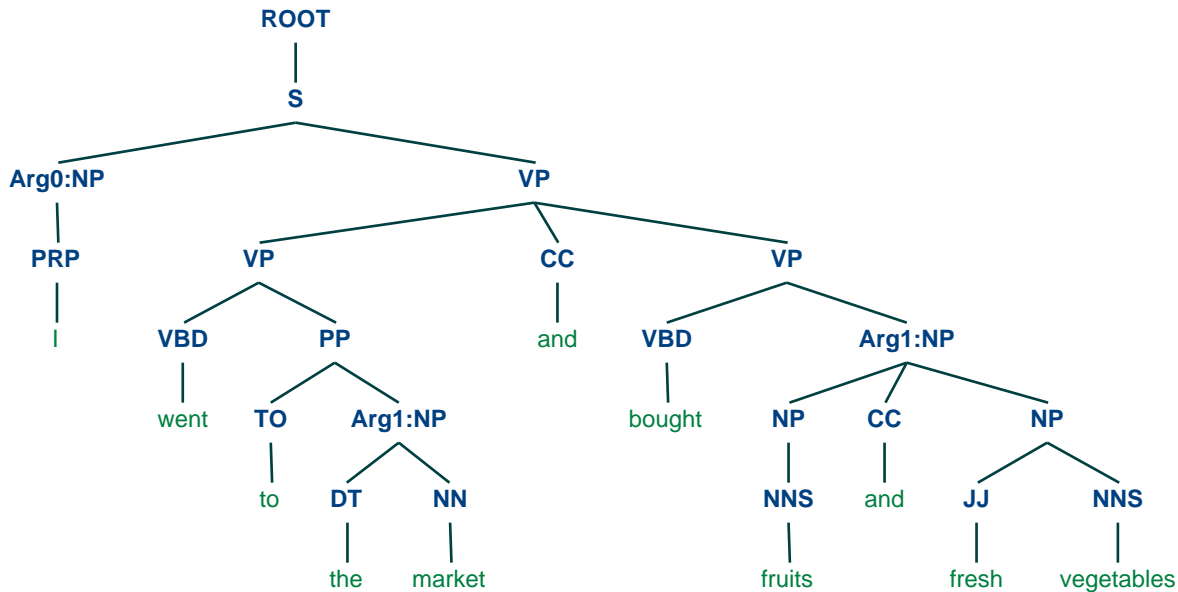 ROOT
S
Arg0:NP VP
PRP VP CC VP
I VBD PP and VBD Arg1:NP
went TO Arg1:NP bought NP CC NP
to DT NN NNS and JJ NNS
the market fruits fresh vegetables